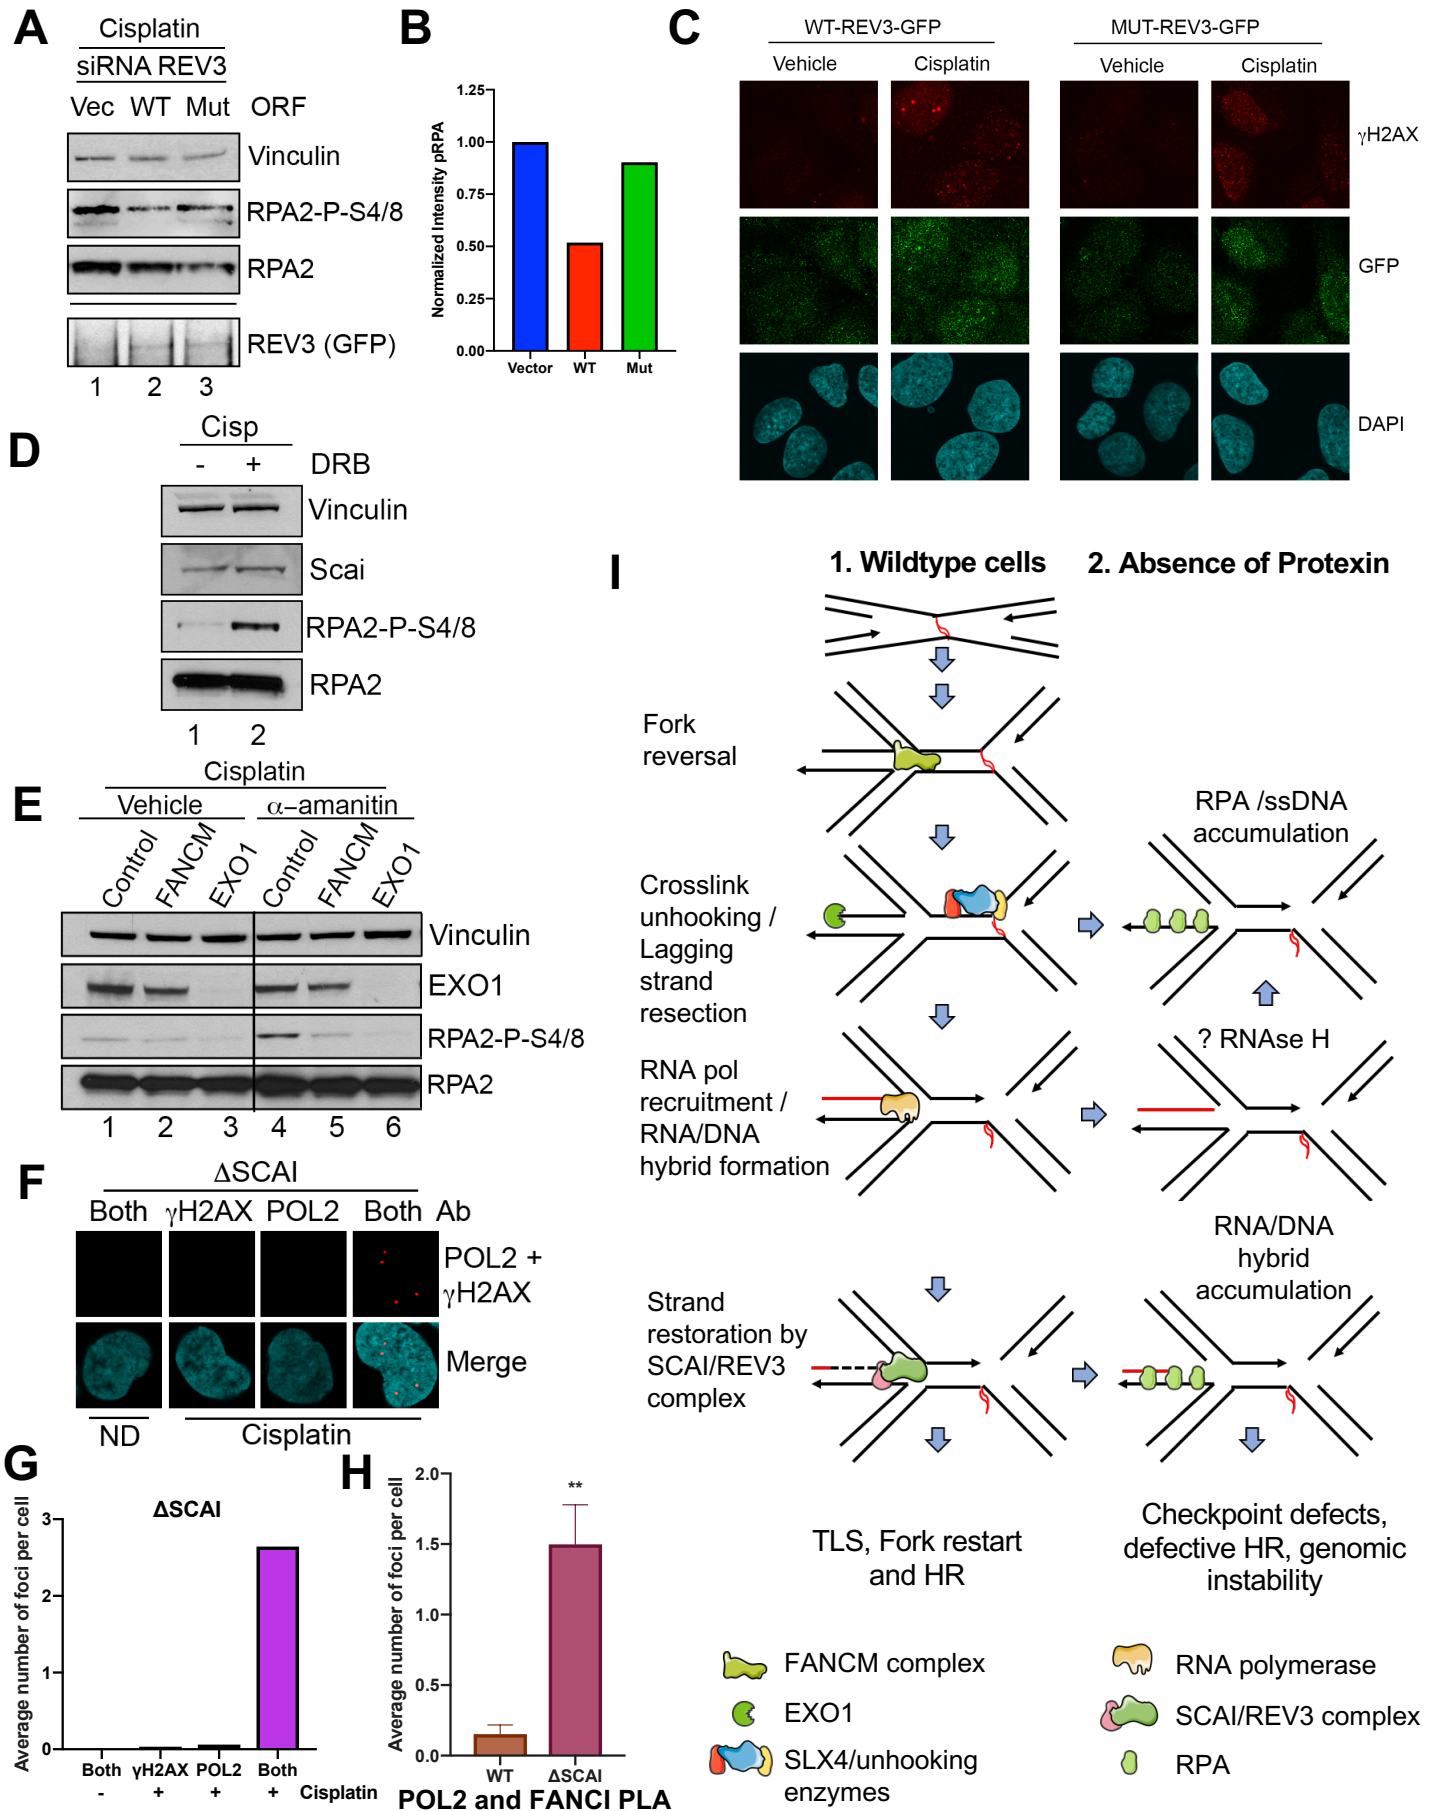 A
Cisplatin
siRNA REV3
Vec WT Mut ORF
Vinculin
RPA2-P-S4/8
RPA2
REV3 (GFP)
1 2 3
B
Normalized Intensity pRPA
1.25
1.00
0.75
0.50
0.25
0.00
Vector WT Mut
C
WT-REV3-GFP MUT-REV3-GFP
Vehicle Cisplatin Vehicle Cisplatin
γH2AX
GFP
DAPI
D
Cisp
- + DRB
Vinculin
Scai
RPA2-P-S4/8
RPA2
1 2
E
Cisplatin
Vehicle α–amanitin
Control FANCM EXO1 Control FANCM EXO1
Vinculin
EXO1
RPA2-P-S4/8
RPA2
1 2 3 4 5 6
F
ΔSCAI
Both γH2AX POL2 Both Ab
POL2 +
γH2AX
Merge
ND Cisplatin
G
ΔSCAI
Average number of foci per cell
3
2
1
0
Both γH2AX POL2 Both
- + + + Cisplatin
H
Average number of foci per cell
2.0
1.5
1.0
0.5
0.0
**
WT ΔSCAI
POL2 and FANCI PLA
I
1. Wildtype cells 2. Absence of Protexin
Fork
reversal
RPA /ssDNA
accumulation
Crosslink
unhooking /
Lagging
strand
resection
? RNAse H
RNA pol
recruitment /
RNA/DNA
hybrid formation
RNA/DNA
hybrid
accumulation
Strand
restoration by
SCAI/REV3
complex
TLS, Fork restart
and HR
Checkpoint defects,
defective HR, genomic
instability
FANCM complex
EXO1
SLX4/unhooking
enzymes
RNA polymerase
SCAI/REV3 complex
RPA